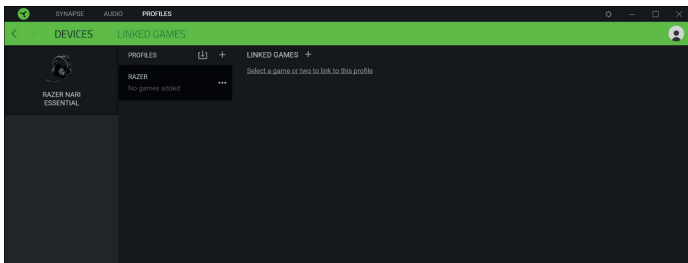 SYNAPSE AUDIO PROFILES
DEVICES LINKED GAMES
PROFILES
LINKED GAMES
RAZER
No games added
Select a game or two to link to this profile
RAZER NARI
ESSENTIAL